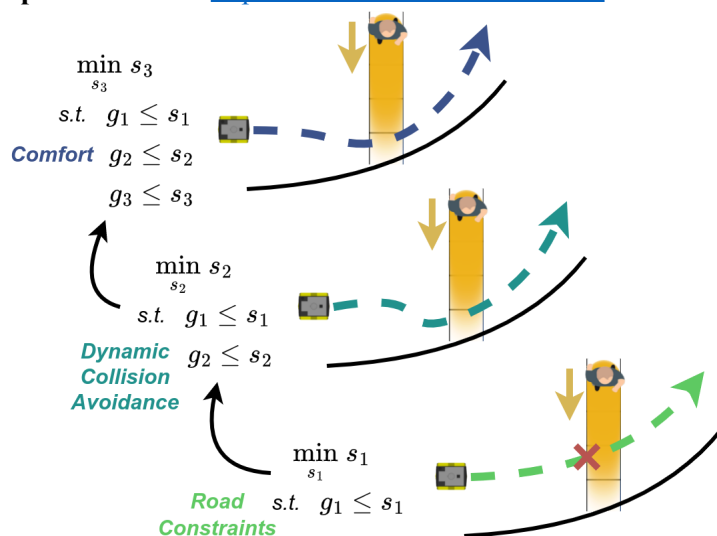 min s₃
s₃
s.t. g₁ ≤ s₁
Comfort g₂ ≤ s₂
g₃ ≤ s₃
min s₂
s₂
s.t. g₁ ≤ s₁
Dynamic
Collision
Avoidance
g₂ ≤ s₂
min s₁
s₁
Road
Constraints
s.t. g₁ ≤ s₁